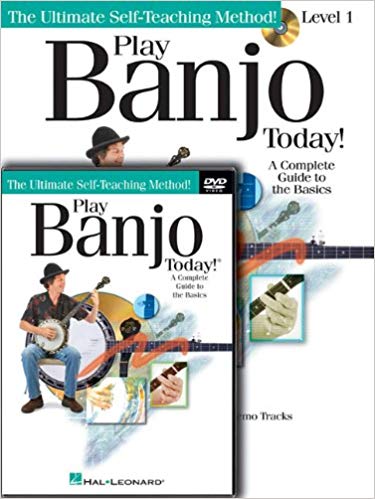 The Ultimate Self-Teaching Method!
Level 1
Play
Banjo
Today!
A Complete
Guide to
the Basics
The Ultimate Self-Teaching Method!
DVD
VIDEO
Play
Banjo
Today!®
A Complete
Guide to
the Basics
Tracks
HAL•LEONARD®